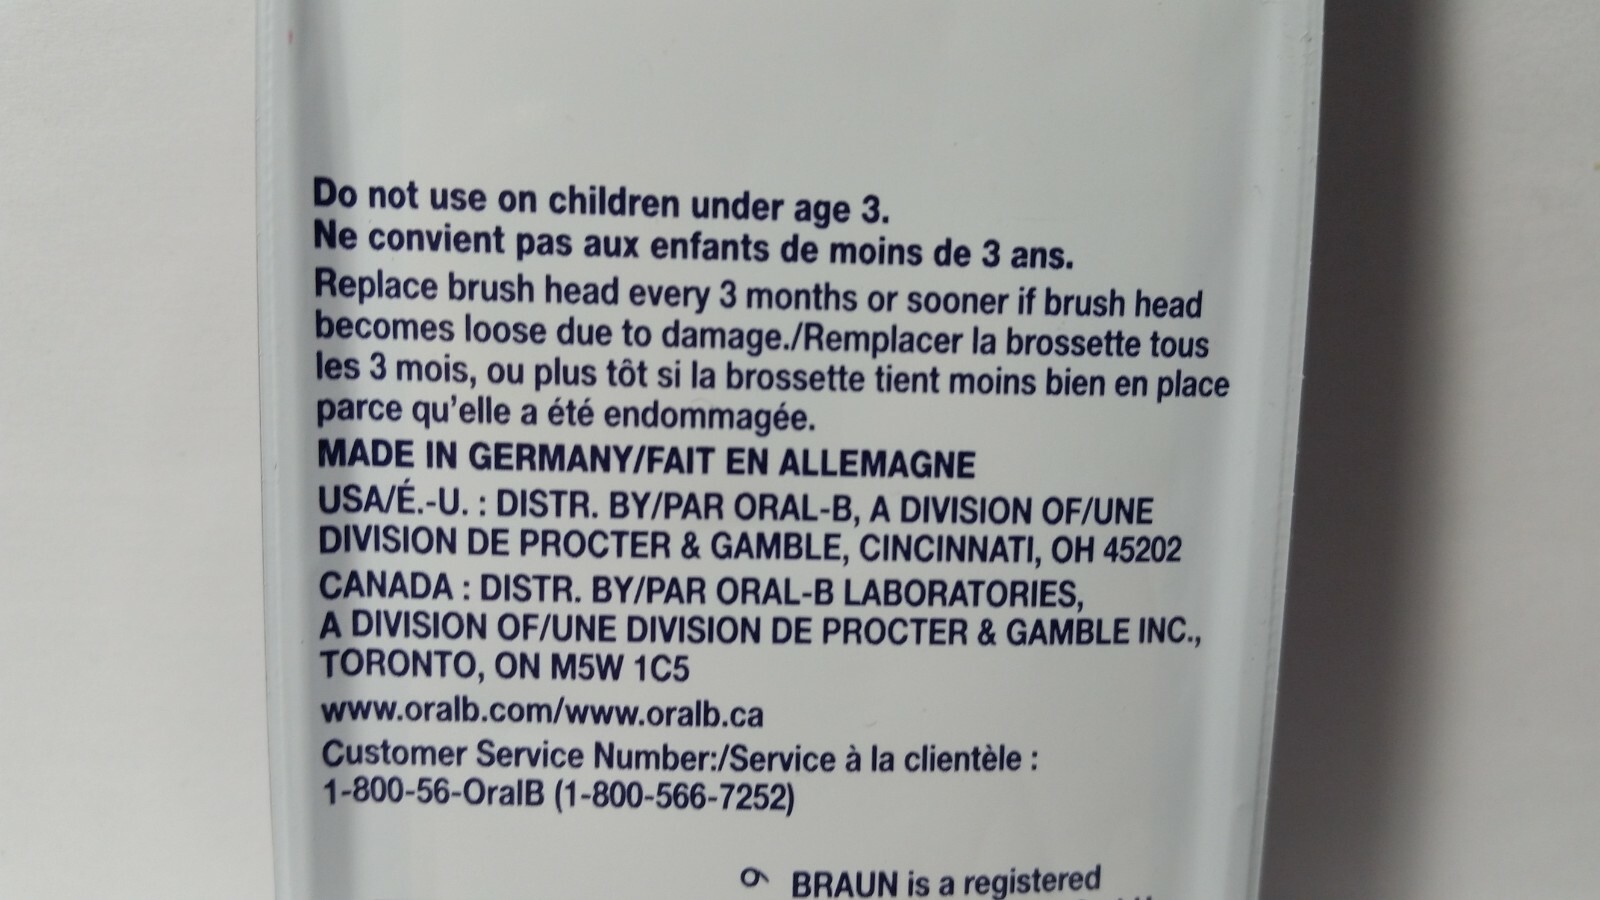 Do not use on children under age 3.
Ne convient pas aux enfants de moins de 3 ans.
Replace brush head every 3 months or sooner if brush head
becomes loose due to damage./Remplacer la brossette tous
les 3 mois, ou plus tôt si la brossette tient moins bien en place
parce qu'elle a été endommagée.
MADE IN GERMANY/FAIT EN ALLEMAGNE
USA/É.-U. : DISTR. BY/PAR ORAL-B, A DIVISION OF/UNE
DIVISION DE PROCTER & GAMBLE, CINCINNATI, OH 45202
CANADA : DISTR. BY/PAR ORAL-B LABORATORIES,
A DIVISION OF/UNE DIVISION DE PROCTER & GAMBLE INC.,
TORONTO, ON M5W 1C5
www.oralb.com/www.oralb.ca
Customer Service Number:/Service à la clientèle :
1-800-56-OralB (1-800-566-7252)
BRAUN is a registered